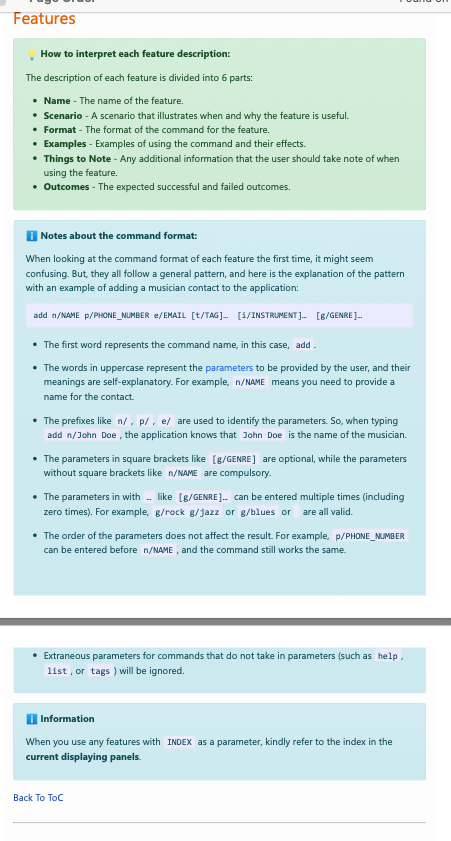 Features
How to interpret each feature description:
The description of each feature is divided into 6 parts:
• Name - The name of the feature.
• Scenario - A scenario that illustrates when and why the feature is useful.
• Format - The format of the command for the feature.
• Examples - Examples of using the command and their effects.
• Things to Note - Any additional information that the user should take note of when
using the feature.
• Outcomes - The expected successful and failed outcomes.
Notes about the command format:
When looking at the command format of each feature the first time, it might seem
confusing. But, they all follow a general pattern, and here is the explanation of the pattern
with an example of adding a musician contact to the application:
add n/NAME p/PHONE_NUMBER e/EMAIL [t/TAG]… [i/INSTRUMENT]… [g/GENRE]…
• The first word represents the command name, in this case, add .
• The words in uppercase represent the parameters to be provided by the user, and their
meanings are self-explanatory. For example, n/NAME means you need to provide a
name for the contact.
• The prefixes like n/ , p/ , e/ are used to identify the parameters. So, when typing
add n/John Doe , the application knows that John Doe is the name of the musician.
• The parameters in square brackets like [g/GENRE] are optional, while the parameters
without square brackets like n/NAME are compulsory.
• The parameters in with … like [g/GENRE]… can be entered multiple times (including
zero times). For example, g/rock g/jazz or g/blues or are all valid.
• The order of the parameters does not affect the result. For example, p/PHONE_NUMBER
can be entered before n/NAME , and the command still works the same.
• Extraneous parameters for commands that do not take in parameters (such as help ,
list , or tags ) will be ignored.
Information
When you use any features with INDEX as a parameter, kindly refer to the index in the
current displaying panels.
Back To ToC